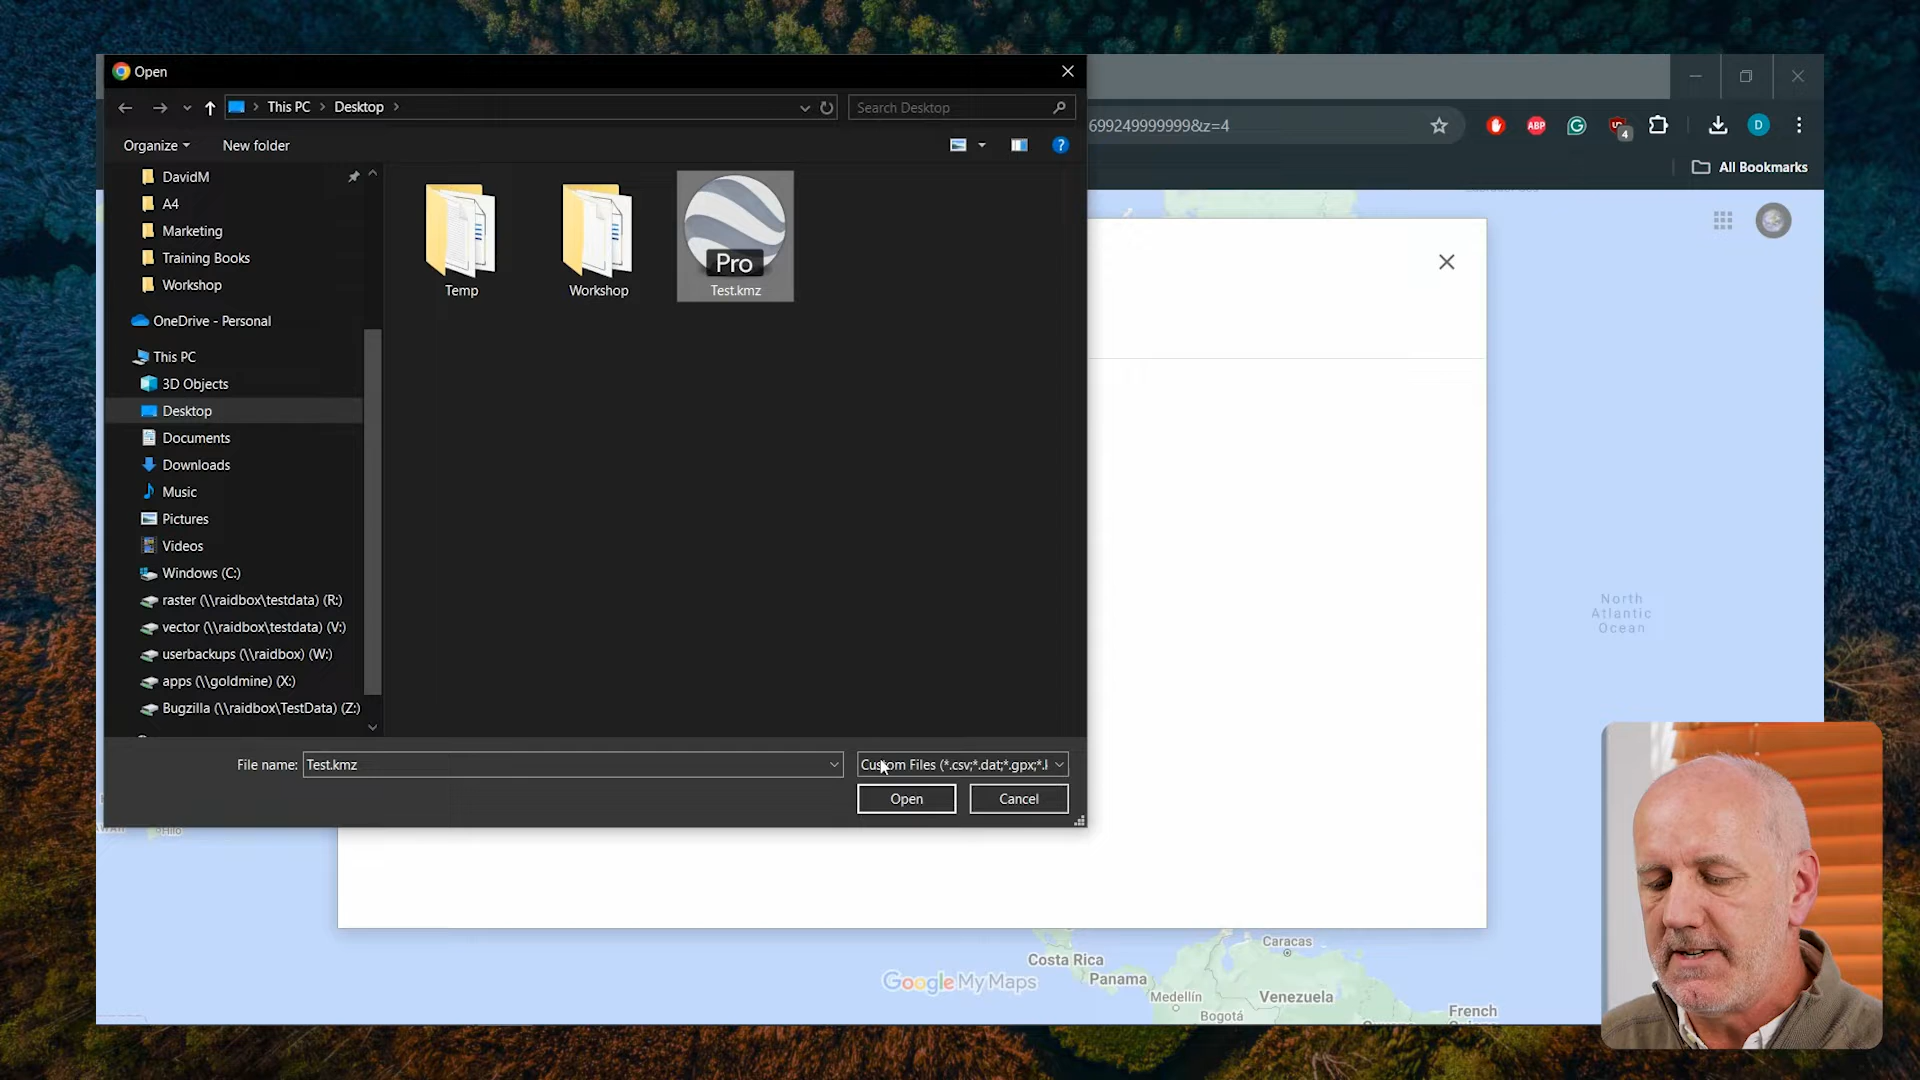 Open
This PC
Desktop
Search Desktop
699249999999&z=4
ABP
4
D
Organize
New folder
?
All Bookmarks
DavidM
A4
Marketing
Training Books
Workshop
OneDrive - Personal
This PC
3D Objects
Desktop
Documents
Downloads
Music
Pictures
Videos
Windows (C:)
raster (\\raidbox\testdata) (R:)
vector (\\raidbox\testdata) (V:)
userbackups (\\raidbox) (W:)
apps (\\goldmine) (X:)
Bugzilla (\\raidbox\TestData) (Z:)
Temp
Workshop
Pro
Test.kmz
File name:
Test.kmz
Custom Files (*.csv;*.dat;*.gpx;*.l
Open
Cancel
North
Atlantic
Ocean
Hilo
Caracas
Costa Rica
Panama
Google My Maps
Medellín
Venezuela
Bogotá
French